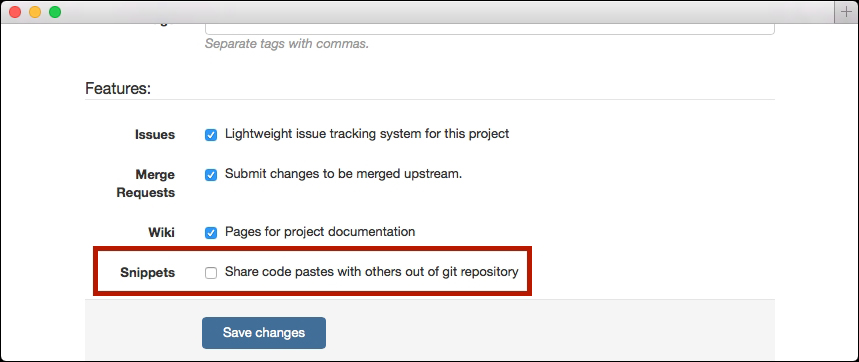 Separate tags with commas.
Features:
Issues Lightweight issue tracking system for this project
Merge Requests Submit changes to be merged upstream.
Wiki Pages for project documentation
Snippets Share code pastes with others out of git repository
Save changes